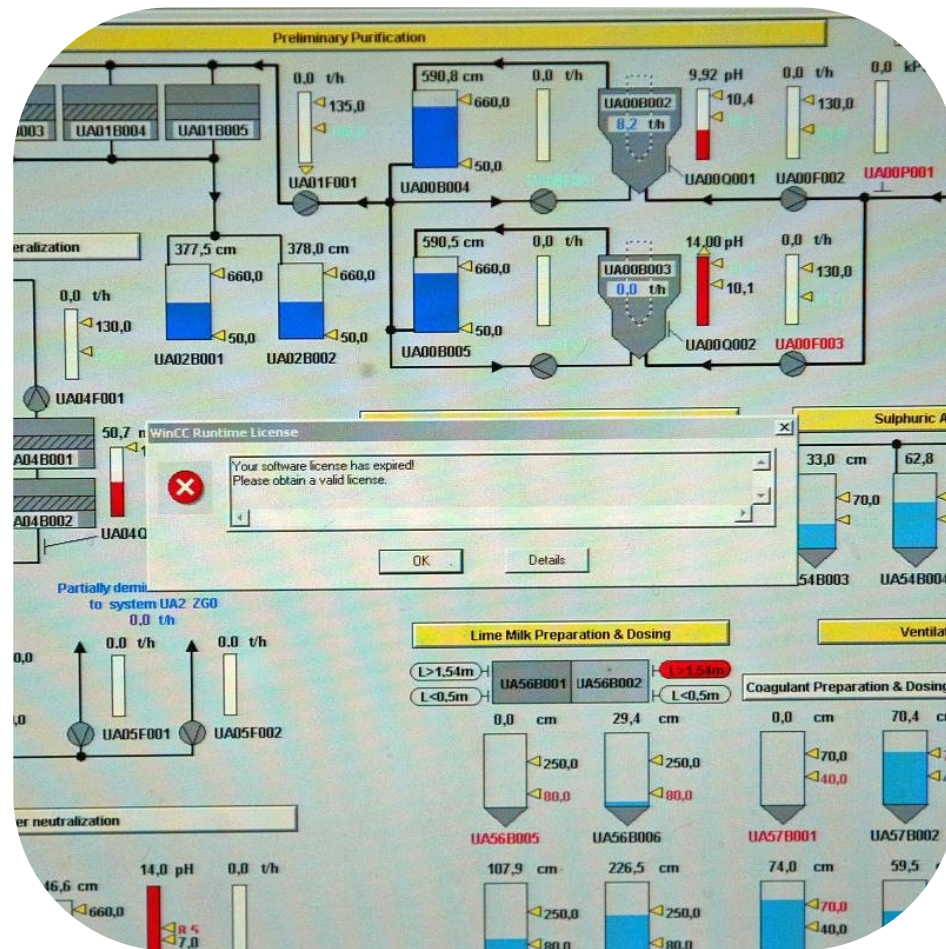 Preliminary Purification
0,0 t/h
590,8 cm
0,0 t/h
9,92 pH
0,0 t/h
0,0 kP
135,0
660,0
UA00B002
8,2 t/h
10,4
130,0
B003
UA01B004
UA01B005
50,0
UA01F001
UA00B004
UA00Q001
UA00F002
UA00P001
eralization
377,5 cm
378,0 cm
590,5 cm
0,0 t/h
14,00 pH
0,0 t/h
660,0
660,0
660,0
UA00B003
0,0 t/h
130,0
10,1
0,0 t/h
130,0
50,0
50,0
50,0
UA02B001
UA02B002
UA00B005
UA00Q002
UA00F003
UA04F001
50,7
WinCC Runtime License
Sulphuric A
UA04B001
Your software license has expired!
Please obtain a valid license.
33,0 cm
62,8
70,0
UA04B002
UA04Q
OK
Details
54B003
UA54B004
Partially demi
to system UA2 ZG0
0,0 t/h
0.0 t/h
0.0 t/h
Lime Milk Preparation & Dosing
Ventilat
L>1,54m
UA56B001
UA56B002
L>1,54m
L<0,5m
L<0,5m
Coagulant Preparation & Dosing
UA05F001
UA05F002
0,0 cm
29,4 cm
0,0 cm
70,4 c
250,0
250,0
70,0
80,0
80,0
40,0
UA56B005
UA56B006
UA57B001
UA57B002
er neutralization
14,0 pH
0,0 t/h
107,9 cm
226,5 cm
74,0 cm
59,5
46,6 cm
660,0
8,5
7,0
250,0
250,0
70,0
40,0
80,0
80,0